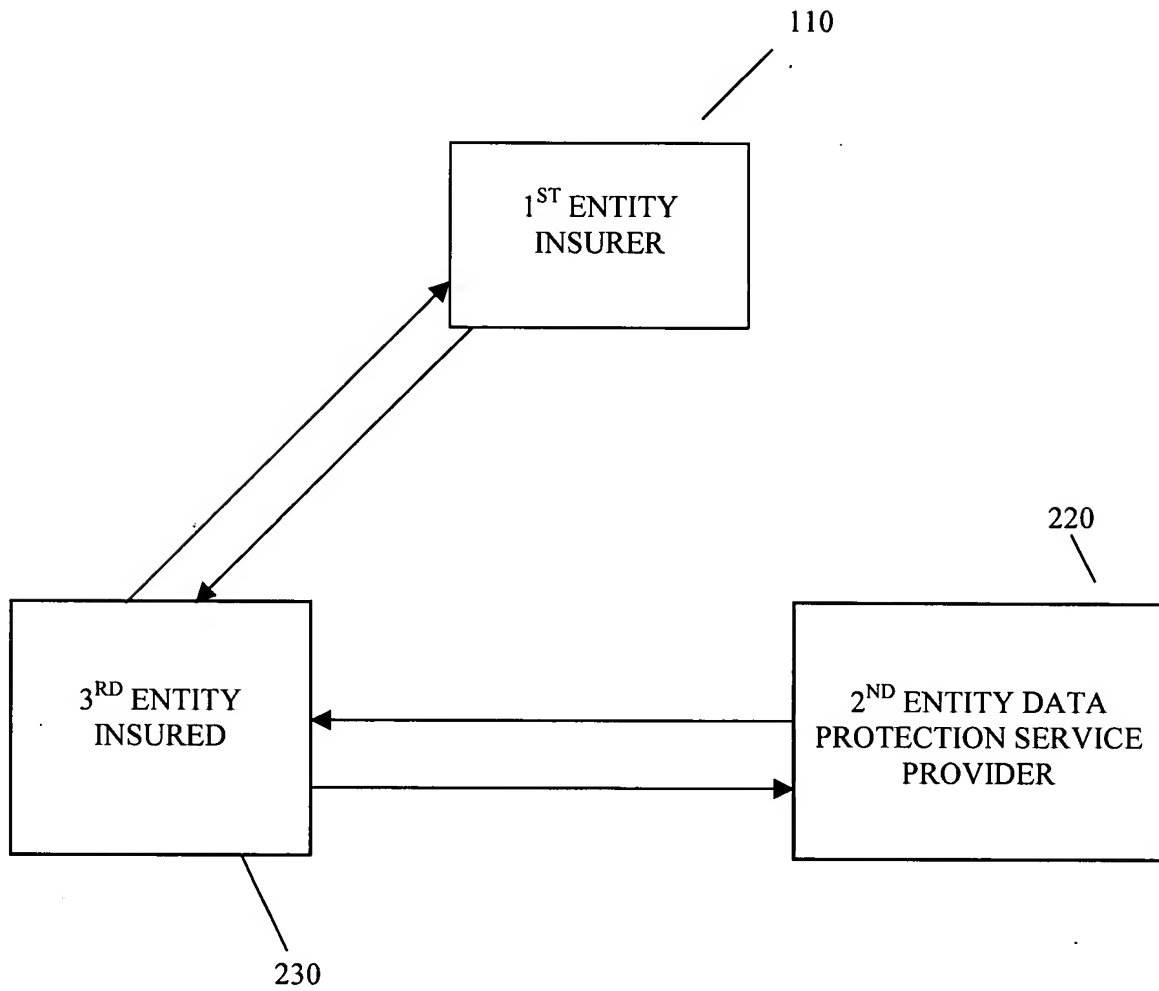 110
1ST ENTITY
INSURER
220
3RD ENTITY
INSURED
2ND ENTITY DATA
PROTECTION SERVICE
PROVIDER
230